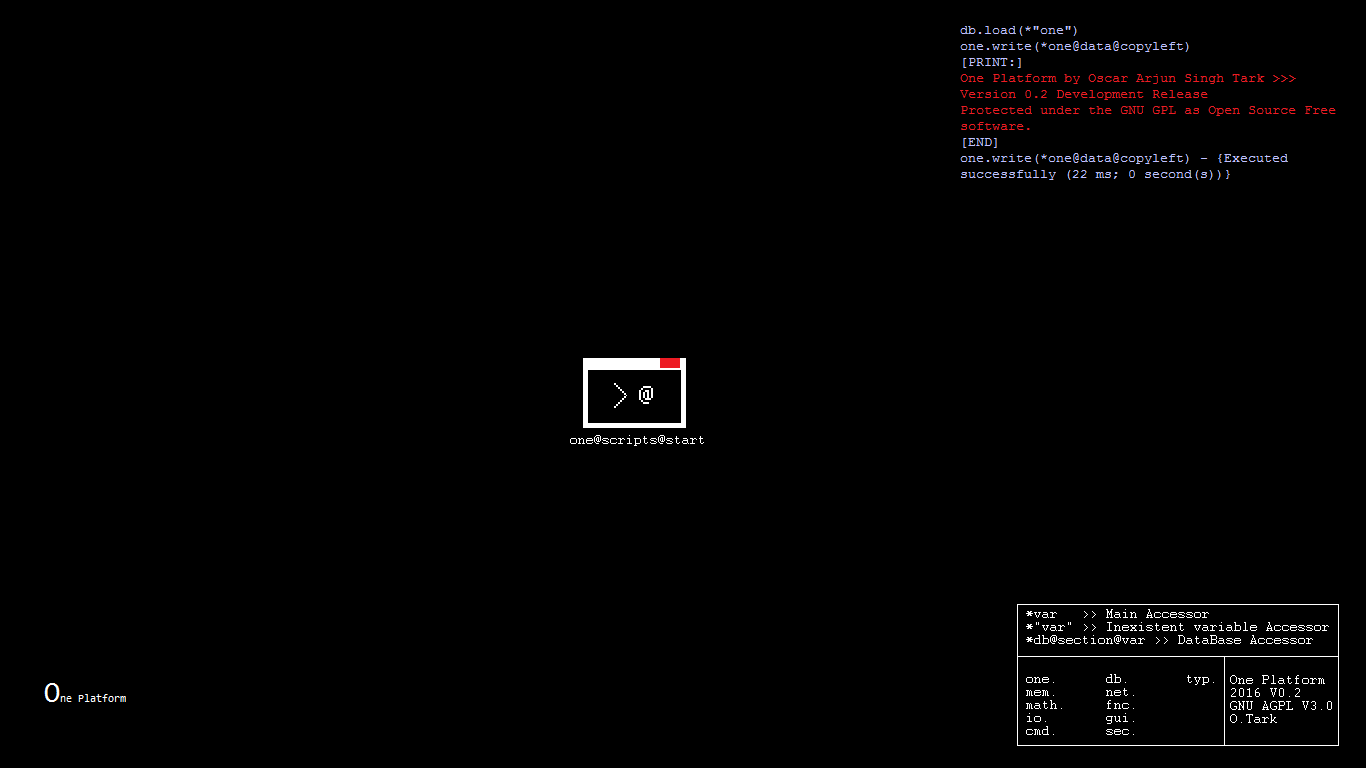 db.load(*"one")
one.write(*one@data@copyleft)
[PRINT:]
One Platform by Oscar Arjun Singh Tark >>>
Version 0.2 Development Release
Protected under the GNU GPL as Open Source Free
software.
[END]
one.write(*one@data@copyleft) - {Executed
successfully (22 ms; 0 second(s))}
> @
one@scripts@start
*var >> Main Accessor
*"var" >> Inexistent variable Accessor
*db@section@var >> DataBase Accessor
one. db. typ.
mem. net.
math. fnc.
io. gui.
cmd. sec.
One Platform
2016 V0.2
GNU AGPL V3.0
O.Tark
One Platform